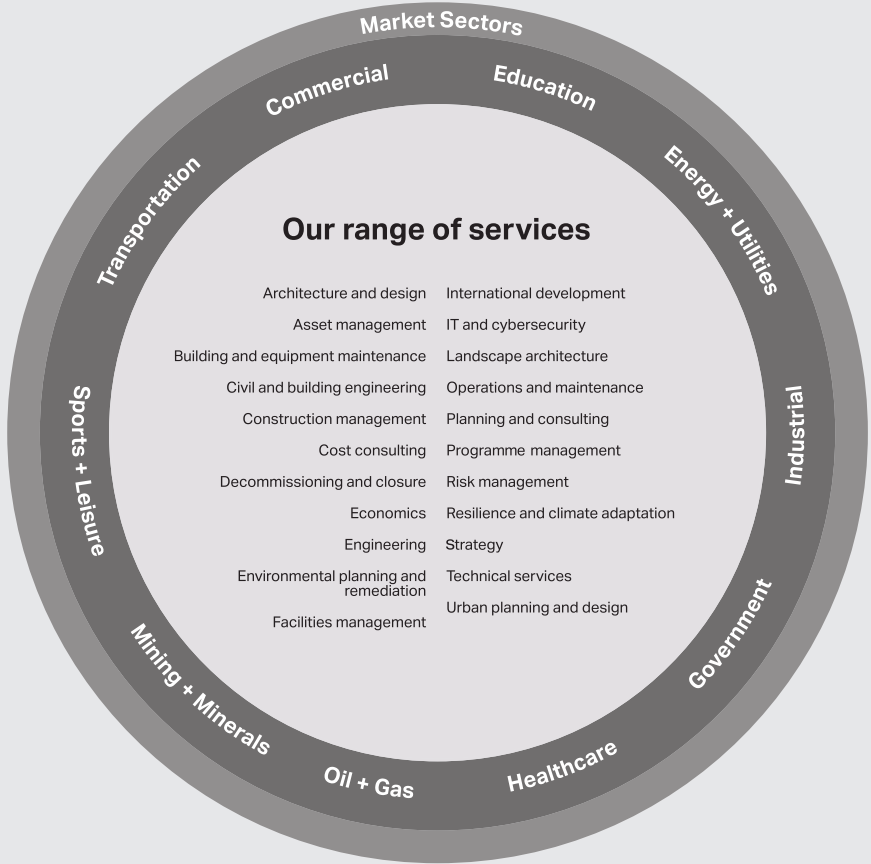 Market Sectors
Commercial
Education
Energy + Utilities
Industrial
Government
Healthcare
Oil + Gas
Mining + Minerals
Sports + Leisure
Transportation
Our range of services
Architecture and design
Asset management
Building and equipment maintenance
Civil and building engineering
Construction management
Cost consulting
Decommissioning and closure
Economics
Engineering
Environmental planning and
remediation
Facilities management
International development
IT and cybersecurity
Landscape architecture
Operations and maintenance
Planning and consulting
Programme management
Risk management
Resilience and climate adaptation
Strategy
Technical services
Urban planning and design